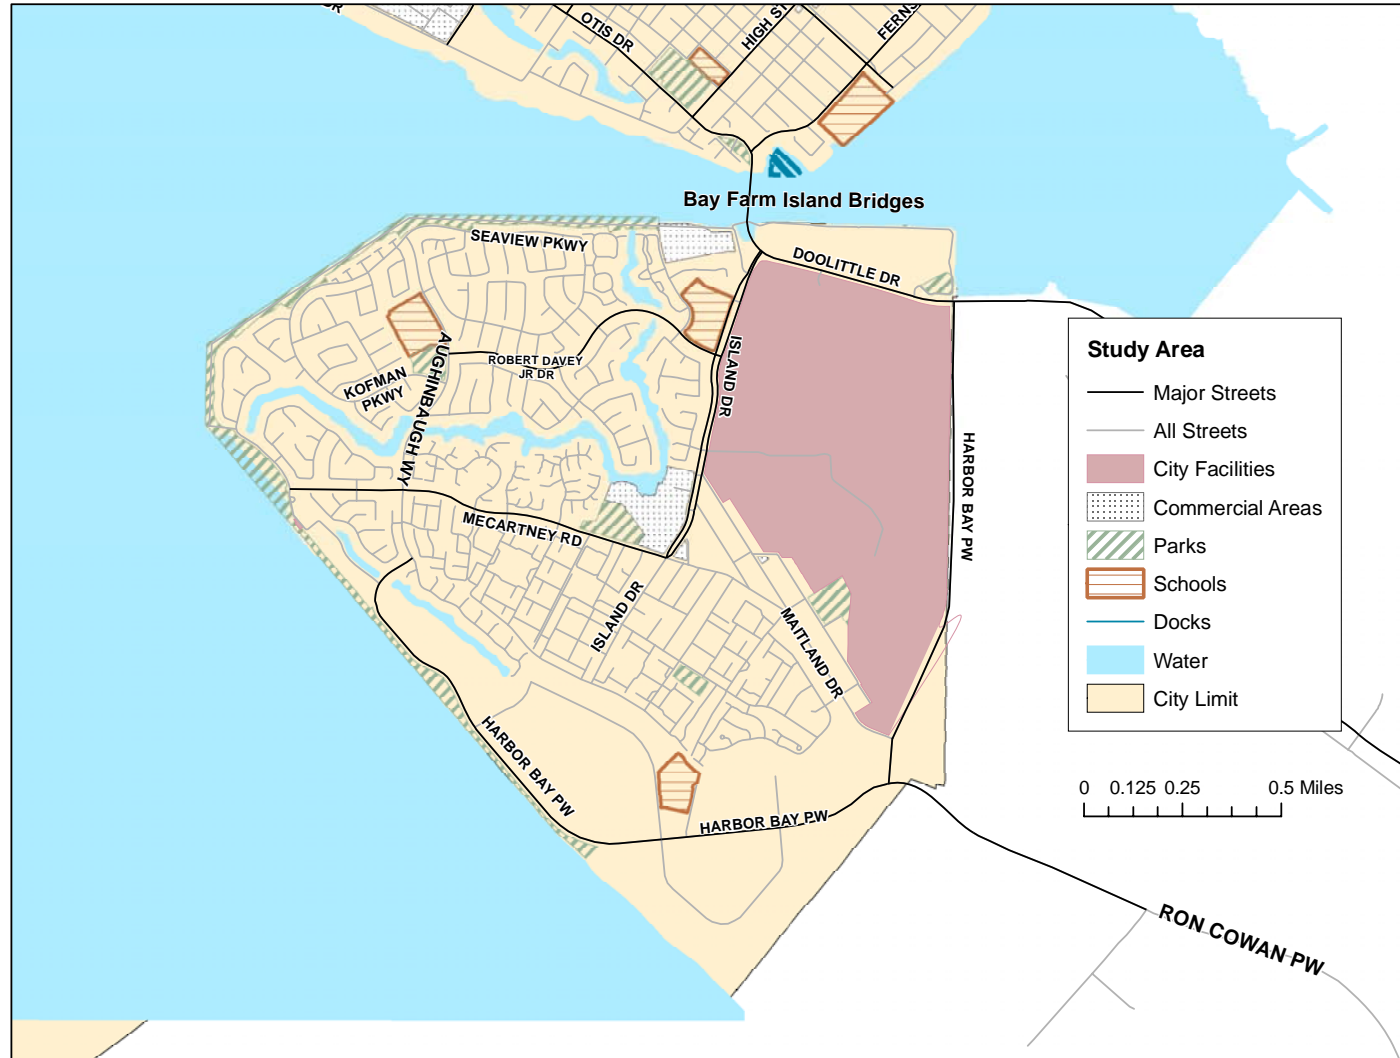 DR
OTIS DR
HIGH ST
Bay Farm Island Bridges
SEAVIEW PKWY
DOOLITTLE DR
ROBERT DAVEY
JR DR
KOFMAN
PKWY
AUGHINBAUGH WY
ISLAND DR
HARBOR BAY PW
MECARTNEY RD
ISLAND DR
MAITLAND DR
HARBOR BAY PW
HARBOR BAY PW
RON COWAN PW
Study Area
Major Streets
All Streets
City Facilities
Commercial Areas
Parks
Schools
Docks
Water
City Limit
0 0.125 0.25 0.5 Miles